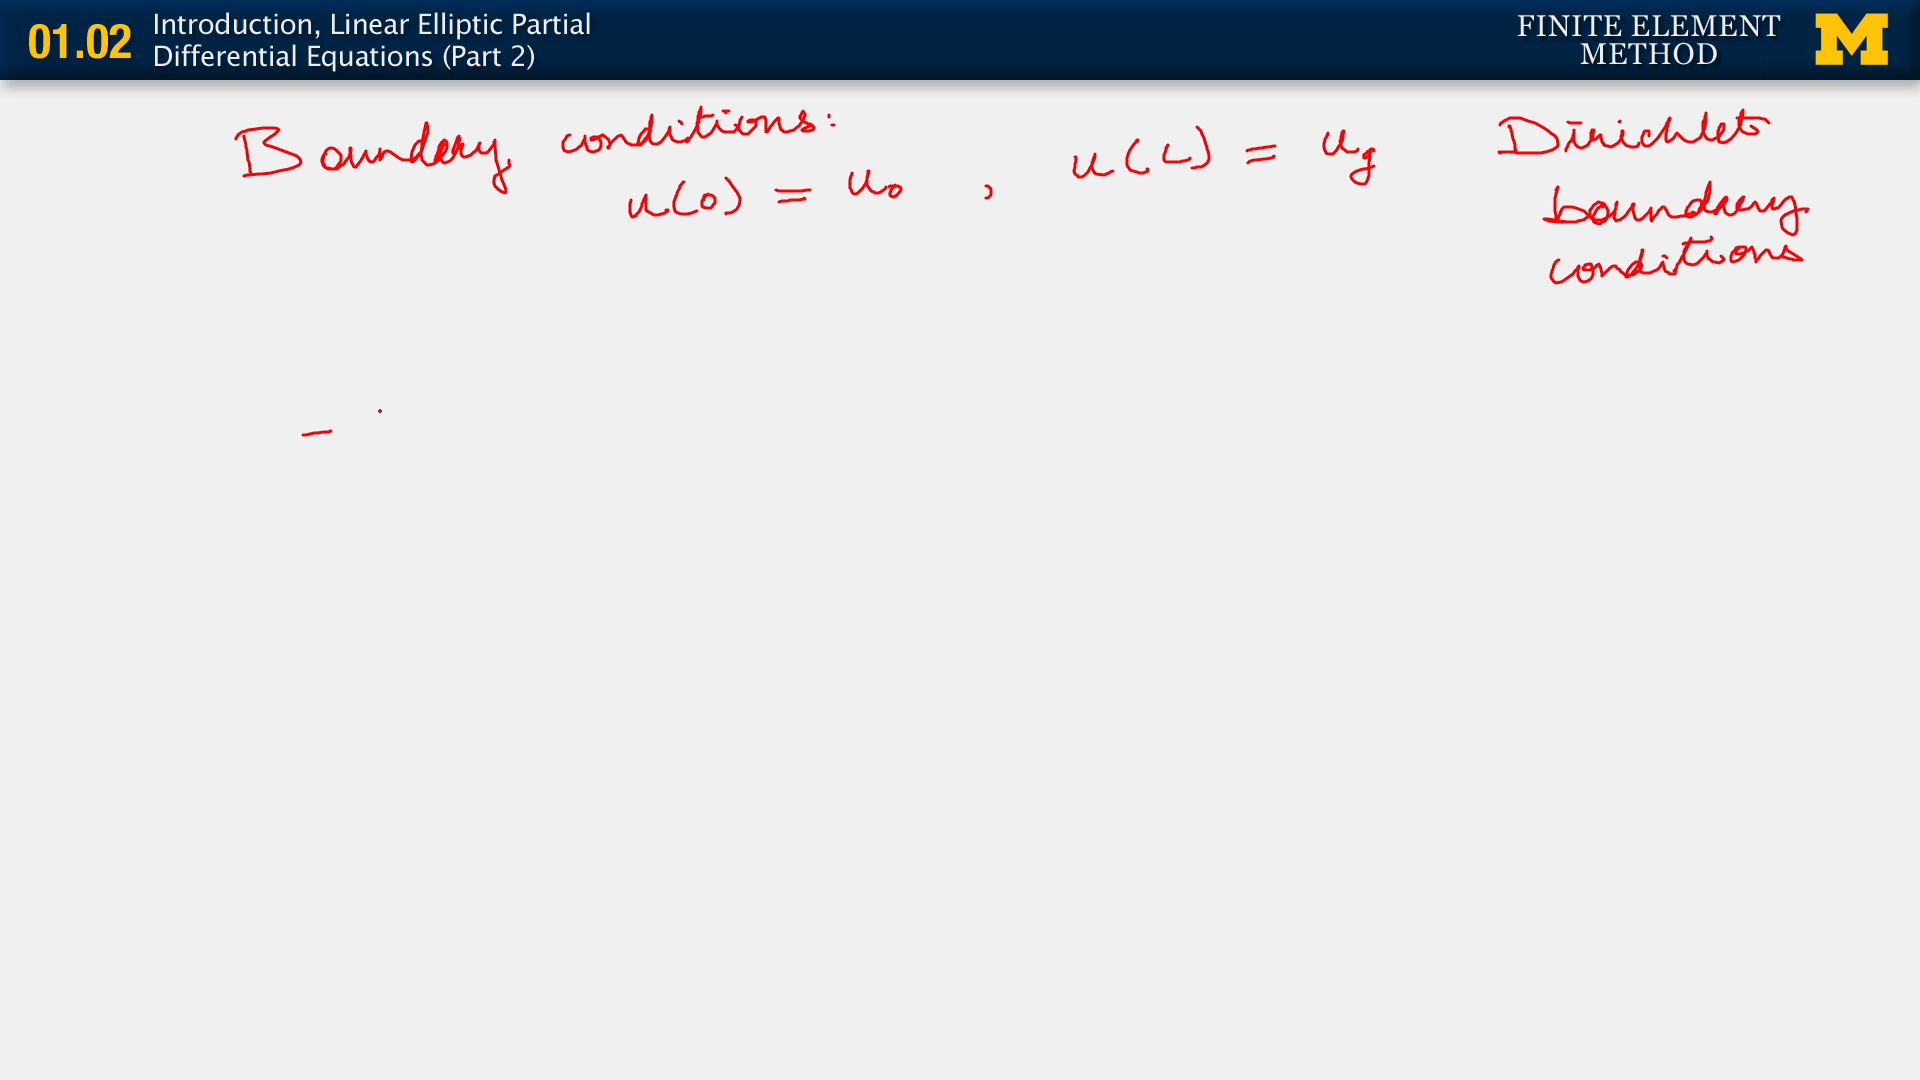 01.02
Introduction, Linear Elliptic Partial
Differential Equations (Part 2)
FINITE ELEMENT
METHOD
M
Boundary conditions:
u(0) = u₀ , u(L) = u_g
Dirichlet
boundary
conditions
–